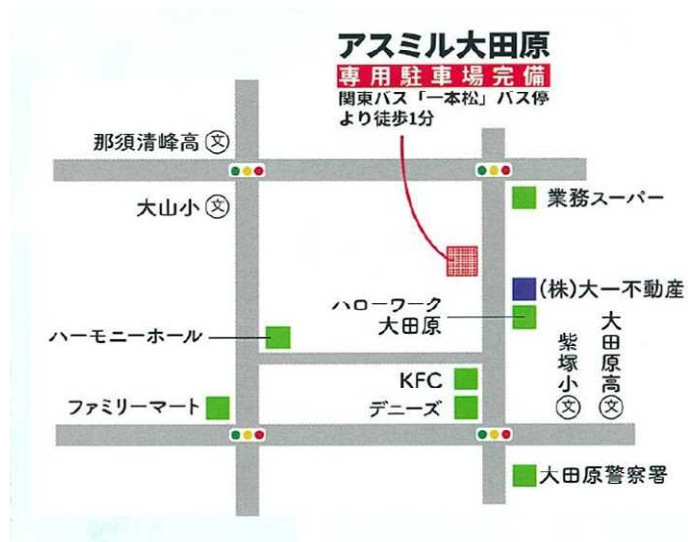 アスミル大田原
専用駐車場完備
関東バス「一本松」バス停
より徒歩1分
那須清峰高 文
大山小 文
業務スーパー
(株)大一不動産
ハローワーク
大田原
ハーモニーホール
大田原高 文
紫塚小 文
KFC
ファミリーマート
デニーズ
大田原警察署